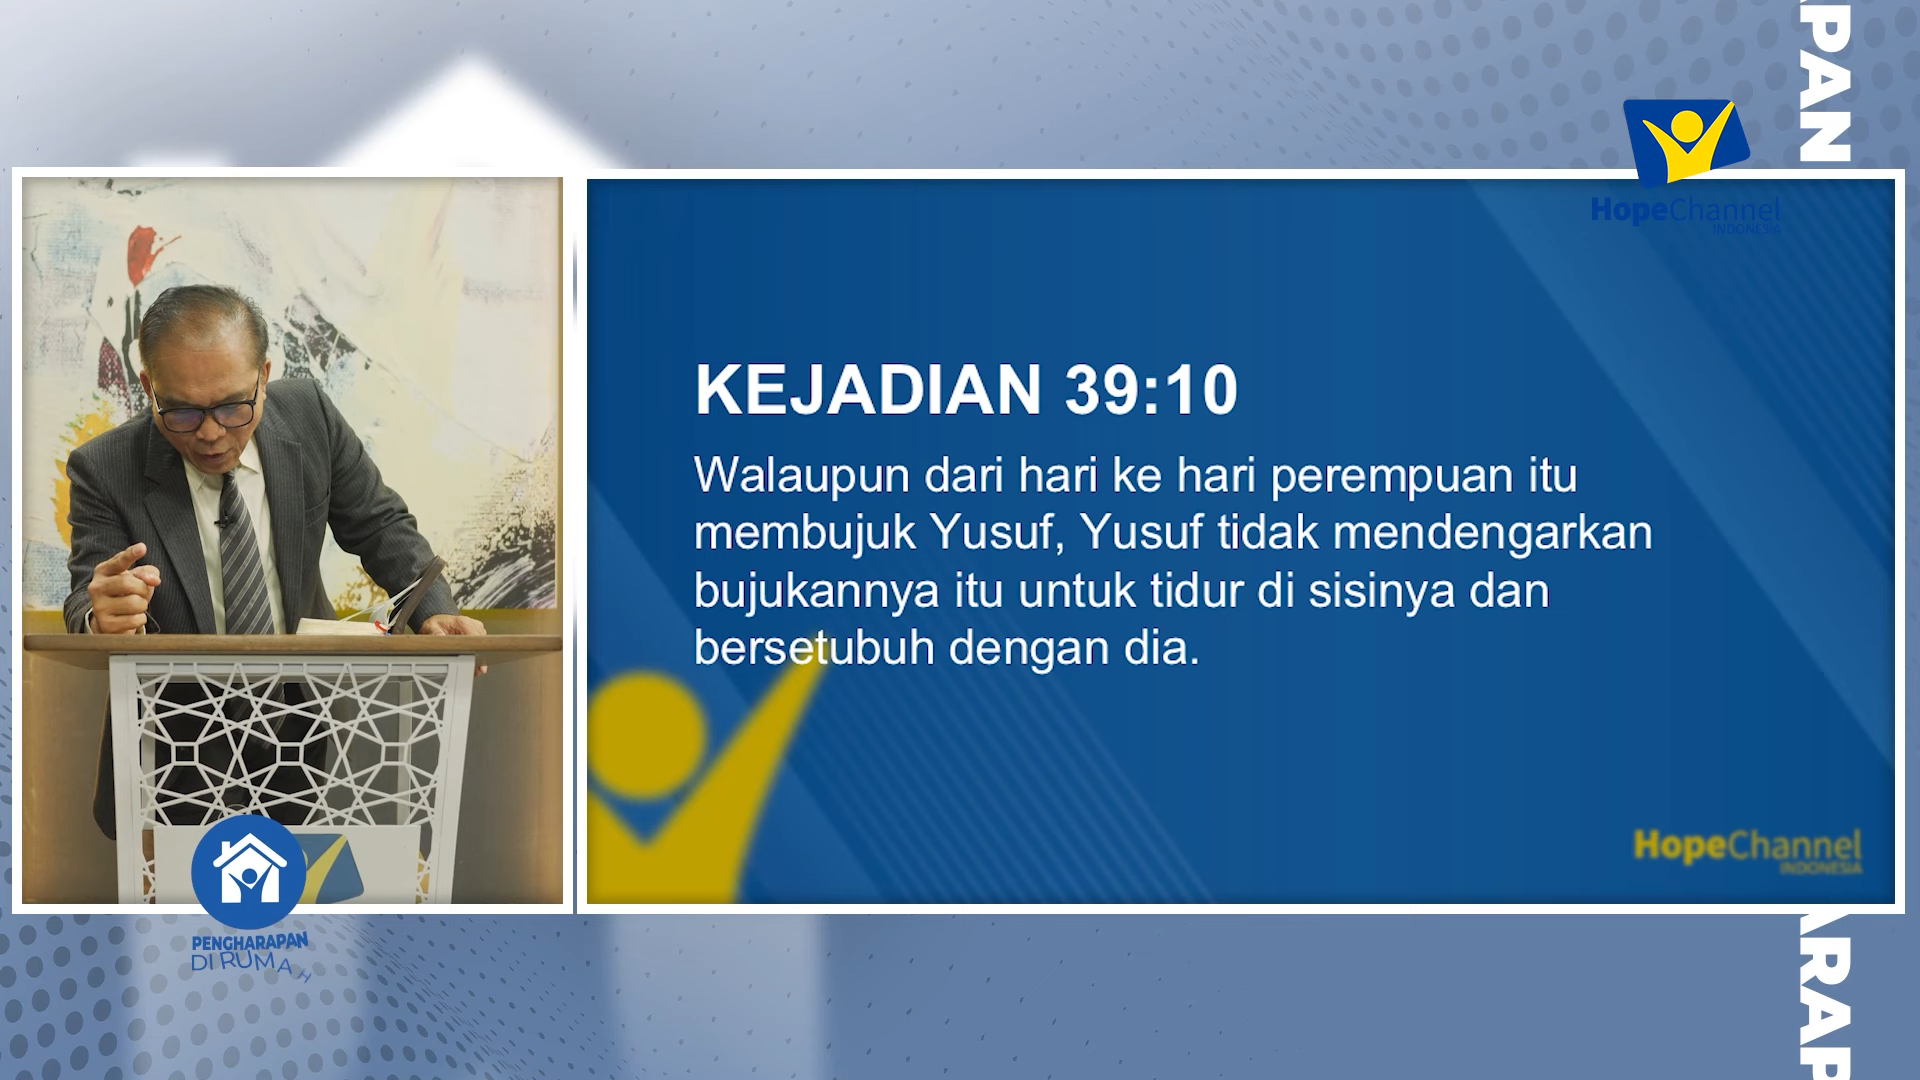 PAN
HopeChannel
INDONESIA
KEJADIAN 39:10
Walaupun dari hari ke hari perempuan itu
membujuk Yusuf, Yusuf tidak mendengarkan
bujukannya itu untuk tidur di sisinya dan
bersetubuh dengan dia.
HopeChannel
INDONESIA
PENGHARAPAN
DI RUMAH
ARAP